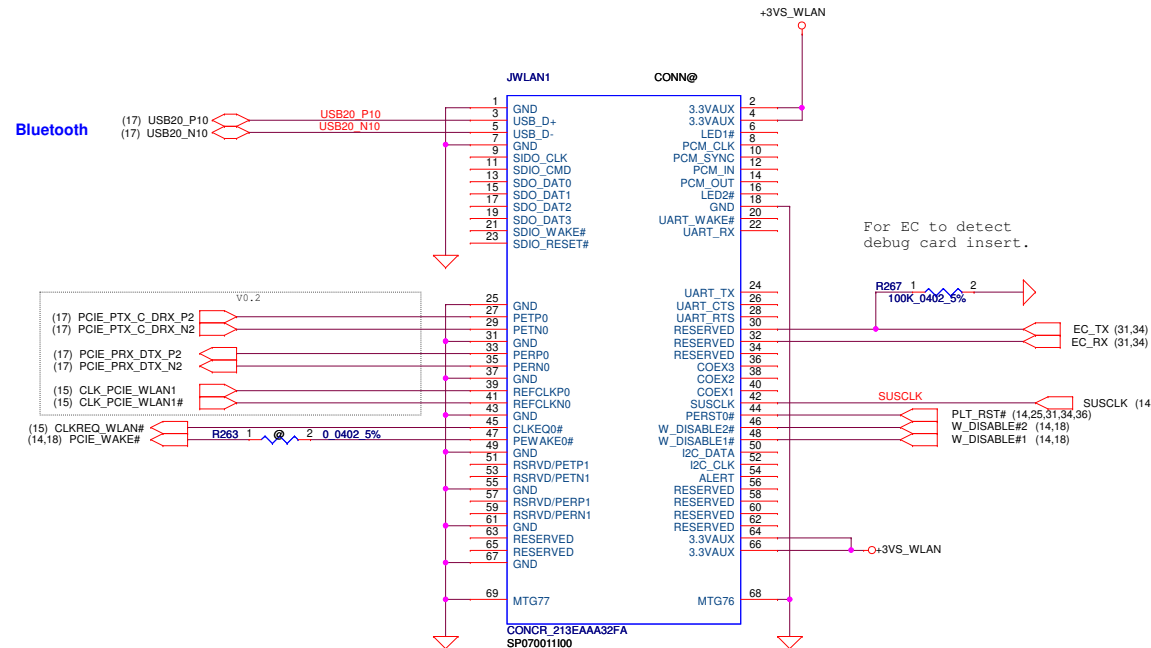 +3VS_WLAN
JWLAN1 CONN@
Bluetooth
(17) USB20_P10 USB20_P10
(17) USB20_N10 USB20_N10
1 GND 3.3VAUX 2
3 USB_D+ 3.3VAUX 4
5 USB_D- LED1# 6
7 GND PCM_CLK 8
9 SIDO_CLK PCM_SYNC 10
11 SDIO_CMD PCM_IN 12
13 SDO_DAT0 PCM_OUT 14
15 SDO_DAT1 LED2# 16
17 SDO_DAT2 GND 18
19 SDO_DAT3 UART_WAKE# 20
21 SDIO_WAKE# UART_RX 22
23 SDIO_RESET#
For EC to detect
debug card insert.
R267 1 2
100K_0402_5%
V0.2
UART_TX 24
25 GND UART_CTS 26
(17) PCIE_PTX_C_DRX_P2 27 PETP0 UART_RTS 28
(17) PCIE_PTX_C_DRX_N2 29 PETN0 RESERVED 30 EC_TX (31,34)
31 GND RESERVED 32 EC_RX (31,34)
(17) PCIE_PRX_DTX_P2 33 PERP0 RESERVED 34
(17) PCIE_PRX_DTX_N2 35 PERN0 COEX3 36
37 GND COEX2 38
(15) CLK_PCIE_WLAN1 39 REFCLKP0 COEX1 40
(15) CLK_PCIE_WLAN1# 41 REFCLKN0 SUSCLK 42 SUSCLK SUSCLK (14
43 GND PERST0# 44 PLT_RST# (14,25,31,34,36)
(15) CLKREQ_WLAN# 45 CLKEQ0# W_DISABLE2# 46 W_DISABLE#2 (14,18)
(14,18) PCIE_WAKE# R263 1 @ 2 0_0402_5% 47 PEWAKE0# W_DISABLE1# 48 W_DISABLE#1 (14,18)
49 GND I2C_DATA 50
51 RSRVD/PETP1 I2C_CLK 52
53 RSRVD/PETN1 ALERT 54
55 GND RESERVED 56
57 RSRVD/PERP1 RESERVED 58
59 RSRVD/PERN1 RESERVED 60
61 GND RESERVED 62
63 RESERVED 3.3VAUX 64
65 RESERVED 3.3VAUX 66 +3VS_WLAN
67 GND
69 MTG77 MTG76 68
CONCR_213EAAA32FA
SP070011I00